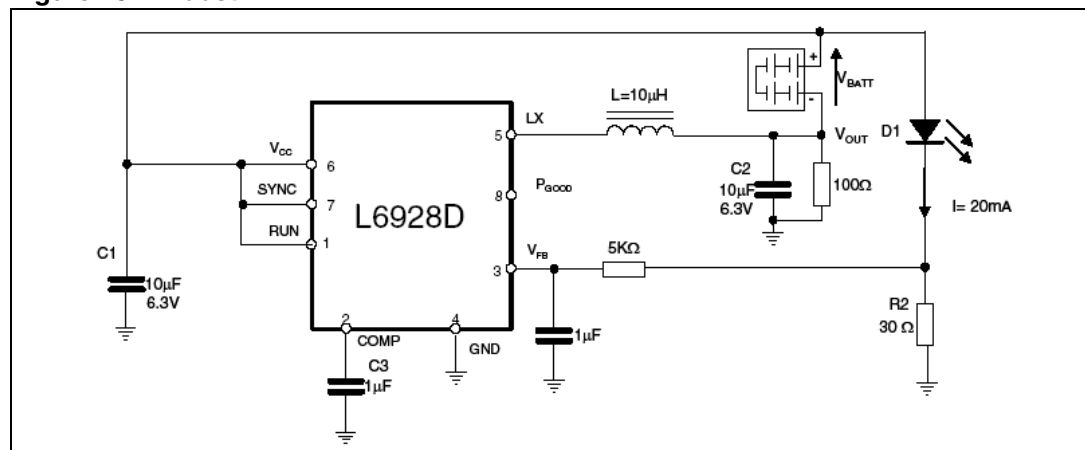 +
V_BATT
-
L=10μH
LX
5
V_OUT
D1
V_CC
6
SYNC
7
RUN
1
L6928D
P_GOOD
8
C2
10μF
6.3V
100Ω
I= 20mA
C1
10μF
6.3V
V_FB
3
5KΩ
R2
30 Ω
1μF
2
COMP
4
GND
C3
1μF